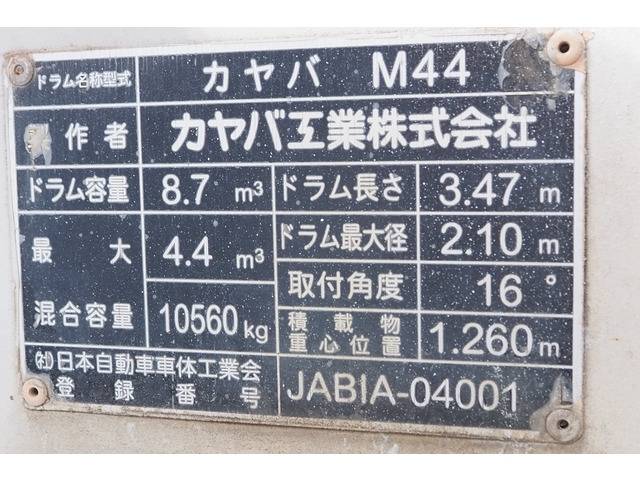 ドラム名称型式 カヤバ M44
作者 カヤバ工業株式会社
ドラム容量 8.7 m³ ドラム長さ 3.47 m
最大 4.4 m³ ドラム最大径 2.10 m
混合容量 10560 kg 取付角度 16°
積載物 重心位置 1.260 m
(社)日本自動車車体工業会
登録番号 JABIA-04001